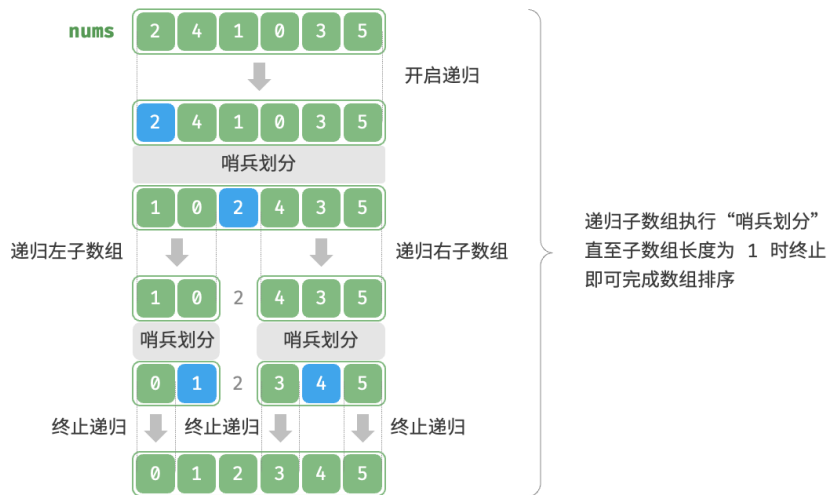 nums 2 4 1 0 3 5
开启递归
2 4 1 0 3 5
哨兵划分
1 0 2 4 3 5
递归左子数组
递归右子数组
1 0 2 4 3 5
哨兵划分 哨兵划分
0 1 2 3 4 5
终止递归 终止递归 终止递归
0 1 2 3 4 5
递归子数组执行“哨兵划分”
直至子数组长度为 1 时终止
即可完成数组排序